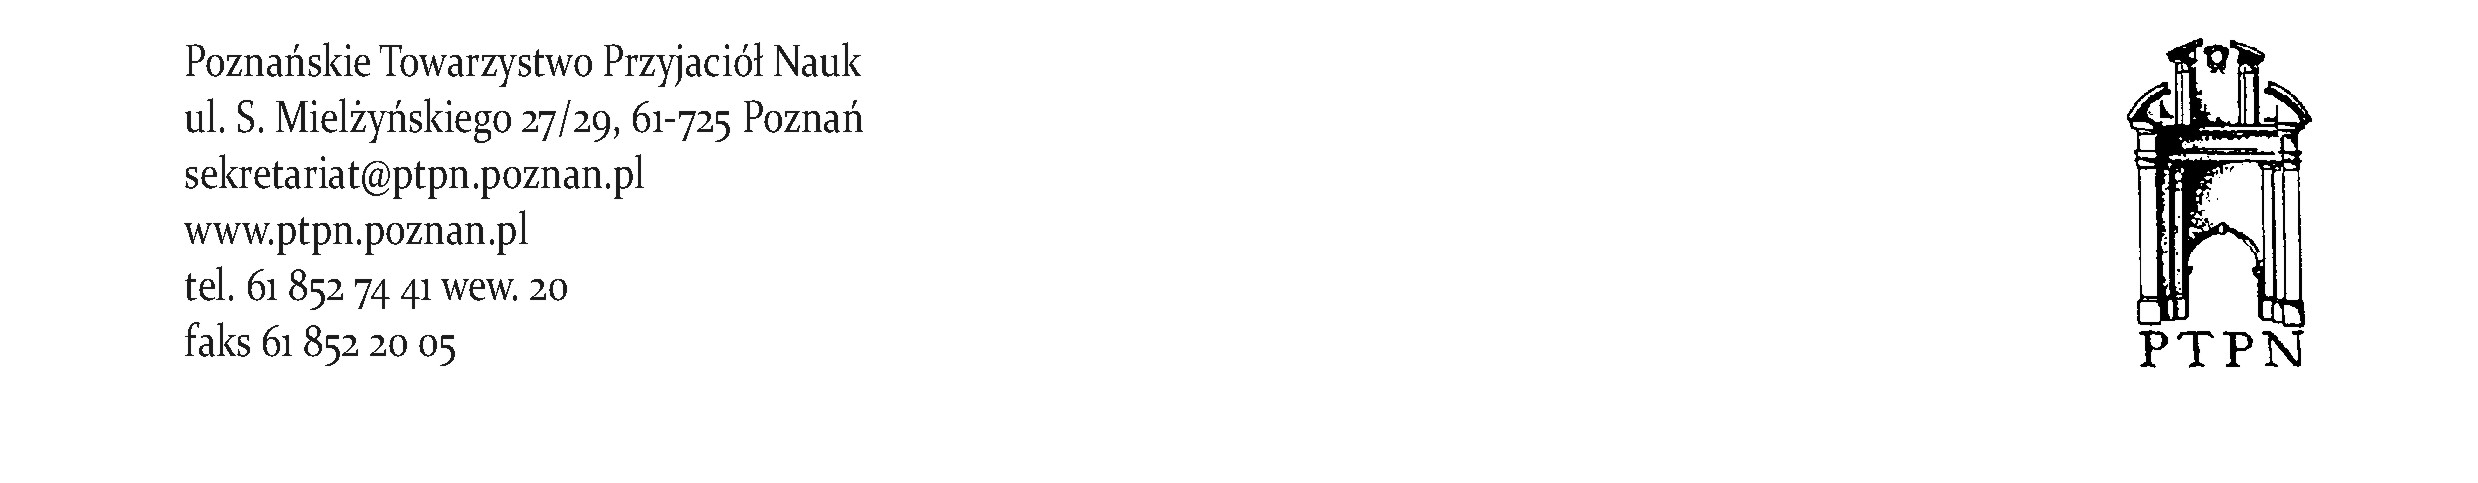 Poznańskie Towarzystwo Przyjaciół Nauk
ul. S. Mielżyńskiego 27/29, 61-725 Poznań
sekretariat@ptpn.poznan.pl
www.ptpn.poznan.pl
tel. 61 852 74 41 wew. 20
faks 61 852 20 05
PTPN